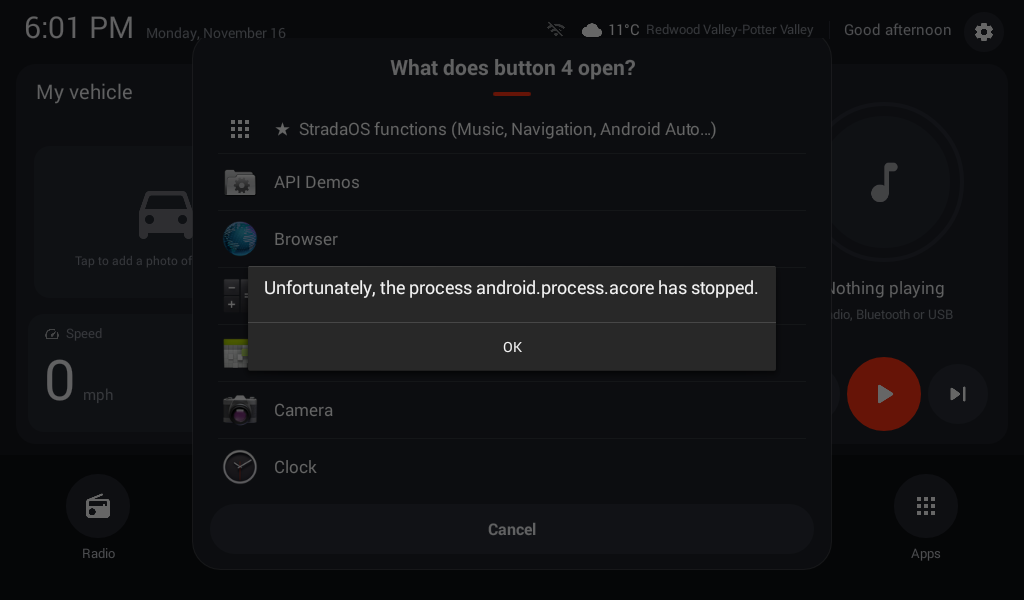 6:01 PM
Monday, November 16
11°C
Redwood Valley-Potter Valley
Good afternoon
What does button 4 open?
My vehicle
★ StradaOS functions (Music, Navigation, Android Auto...)
API Demos
Browser
Tap to add a photo of
Unfortunately, the process android.process.acore has stopped.
OK
Nothing playing
Bluetooth or USB
Speed
0 mph
Camera
Clock
Cancel
Radio
Apps